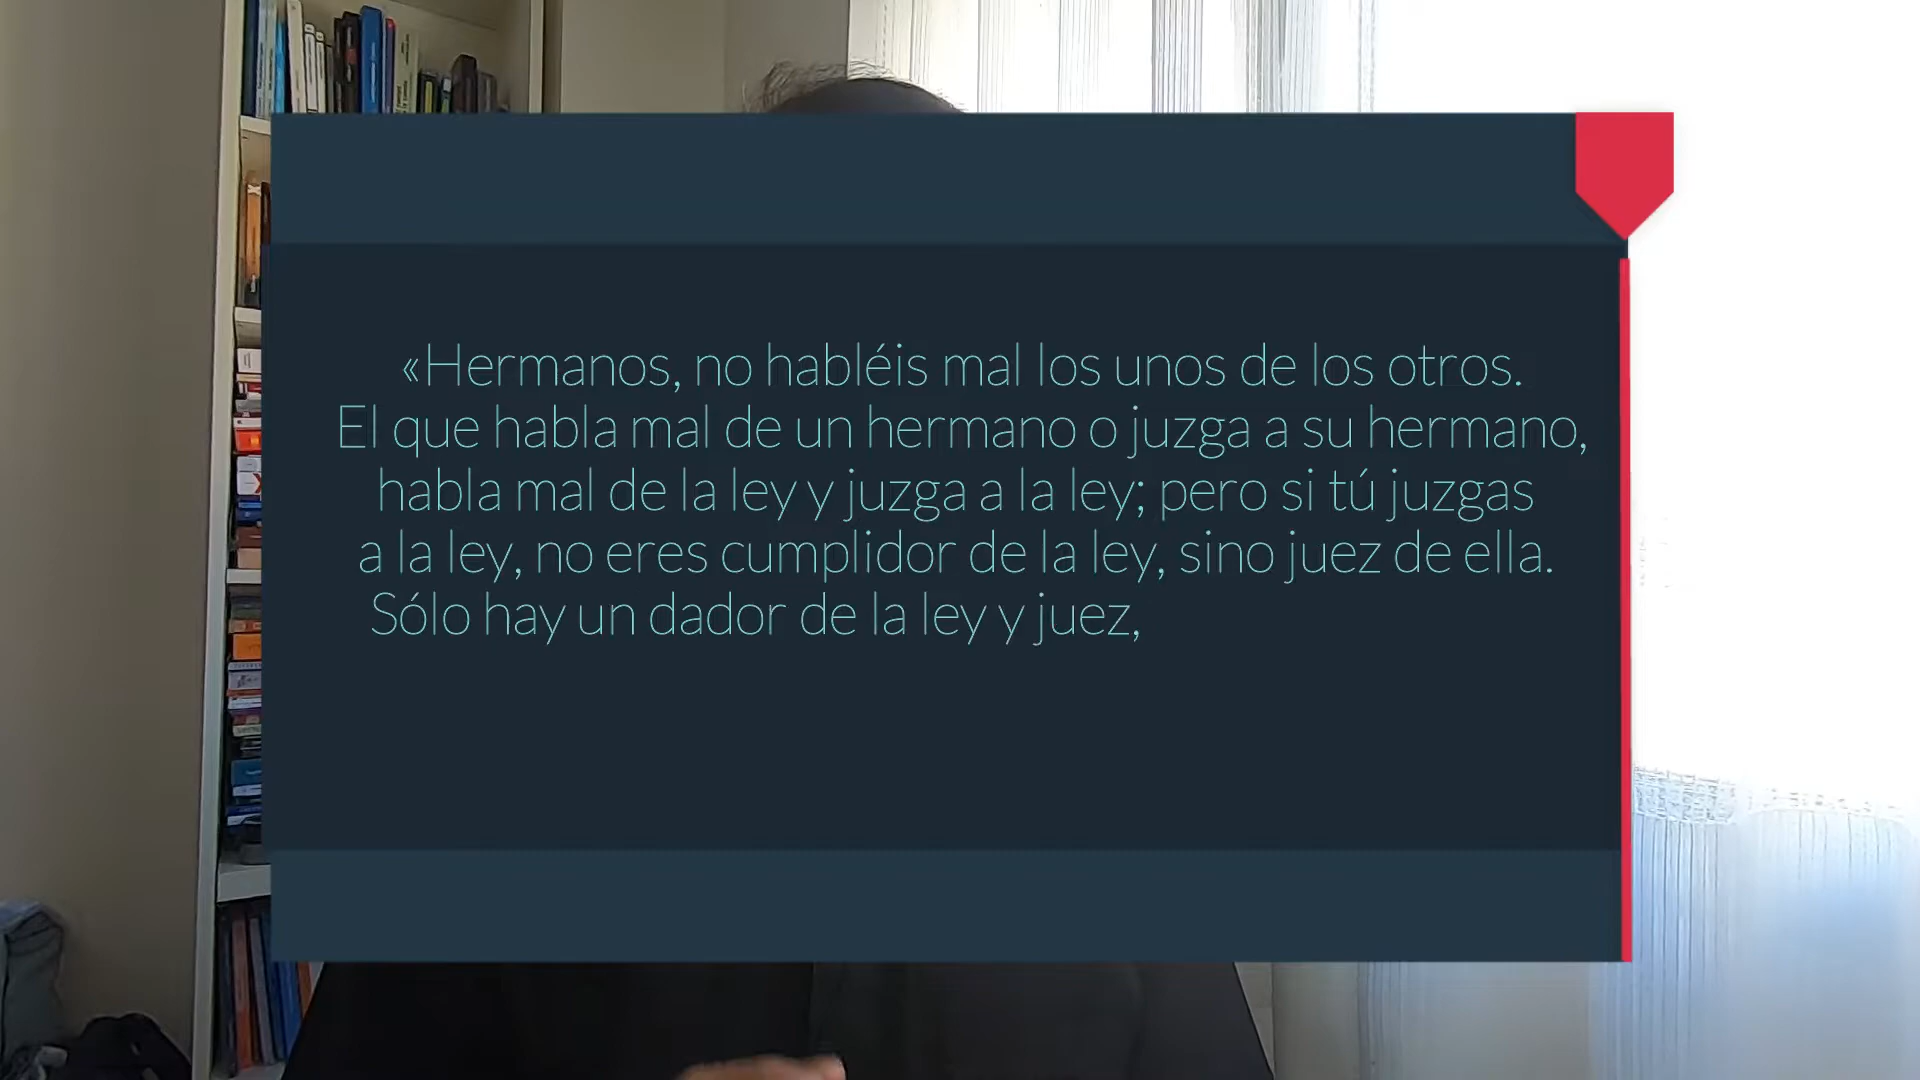 «Hermanos, no habléis mal los unos de los otros.
El que habla mal de un hermano o juzga a su hermano,
habla mal de la ley y juzga a la ley; pero si tú juzgas
a la ley, no eres cumplidor de la ley, sino juez de ella.
Sólo hay un dador de la ley y juez,